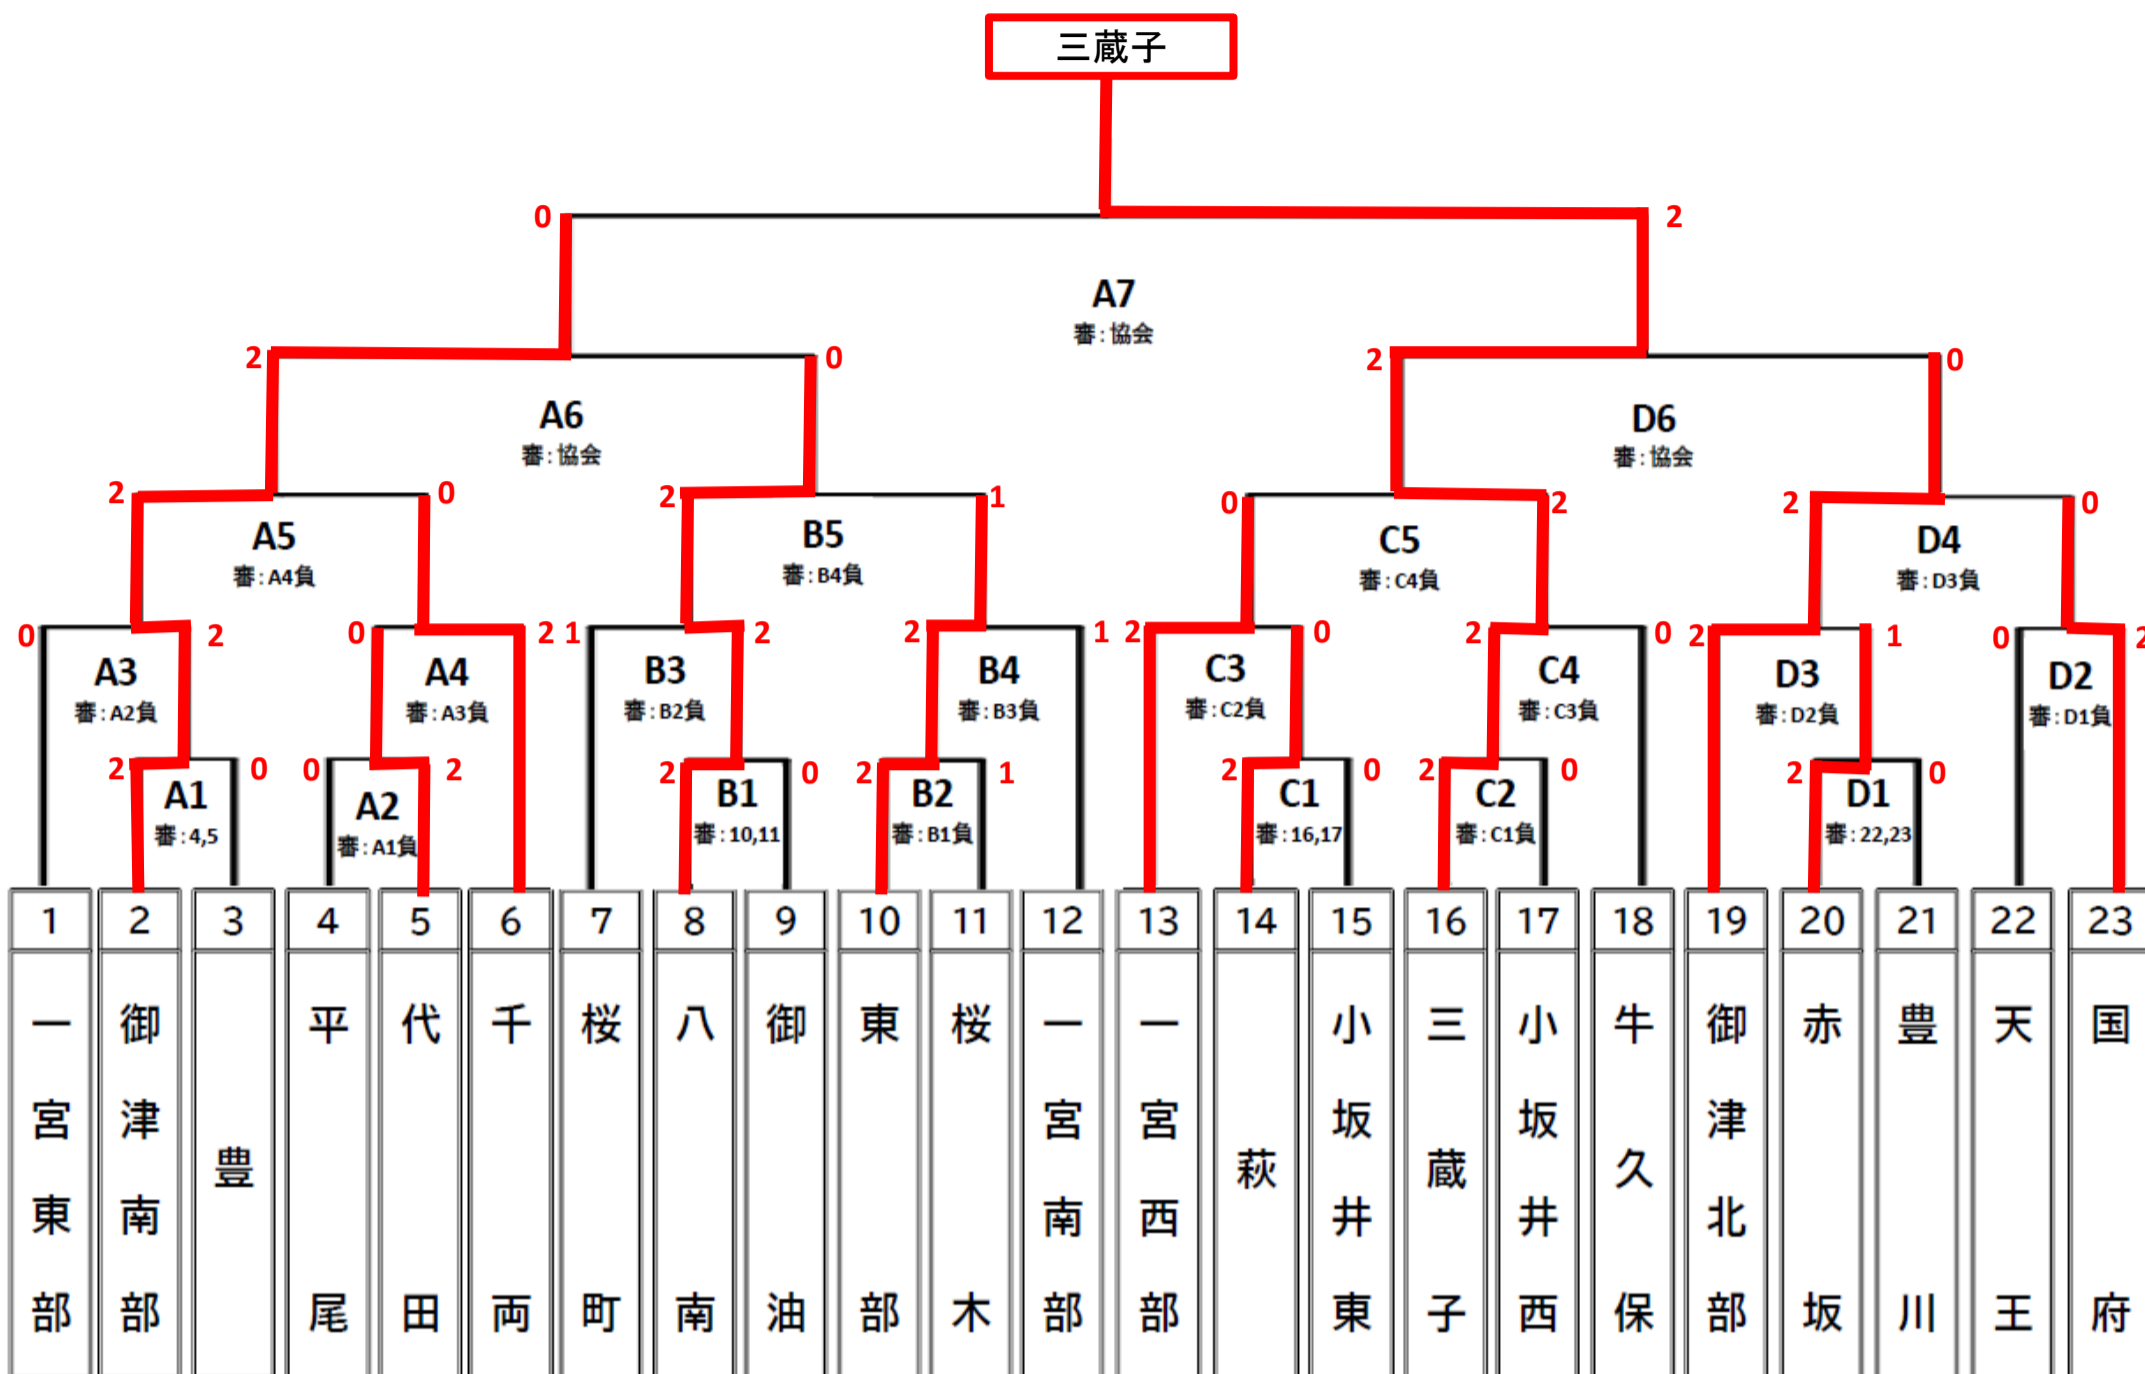 三蔵子
0 2
A7
審:協会
2 0 2 0
A6
審:協会
D6
審:協会
2 0 2 1 0 2 2 0
A5
審:A4負
B5
審:B4負
C5
審:C4負
D4
審:D3負
0 2 0 2 1 2 2 1 2 0 2 0 2 1 0 2
A3
審:A2負
A4
審:A3負
B3
審:B2負
B4
審:B3負
C3
審:C2負
C4
審:C3負
D3
審:D2負
D2
審:D1負
2 0 0 2 2 0 2 1 2 0 2 0 2 0
A1
審:4,5
A2
審:A1負
B1
審:10,11
B2
審:B1負
C1
審:16,17
C2
審:C1負
D1
審:22,23
1 2 3 4 5 6 7 8 9 10 11 12 13 14 15 16 17 18 19 20 21 22 23
一宮東部
御津南部
豊
平尾
代田
千両
桜町
八南
御油
東部
桜木
一宮南部
一宮西部
萩
小坂井東
三蔵子
小坂井西
牛久保
御津北部
赤坂
豊川
天王
国府